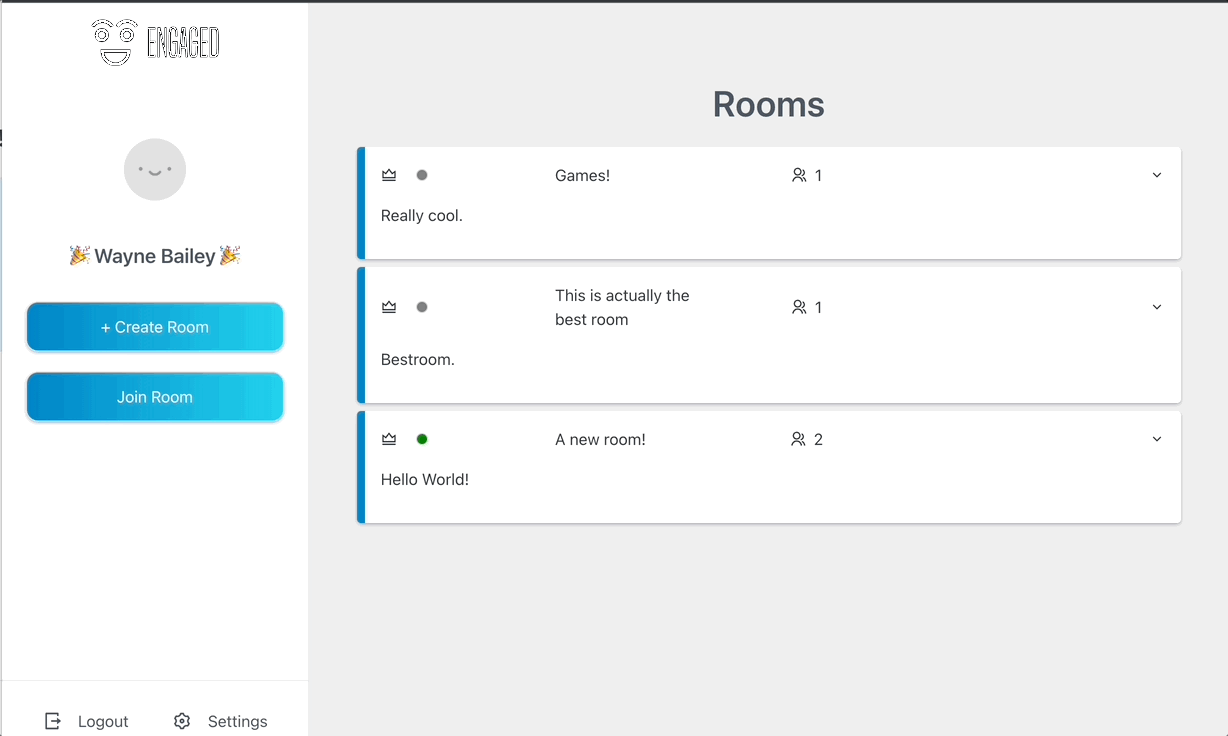 ENGAGED
🎉 Wayne Bailey 🎉
+ Create Room
Join Room
Logout
Settings
Rooms
Games!
1
Really cool.
This is actually the
best room
1
Bestroom.
A new room!
2
Hello World!